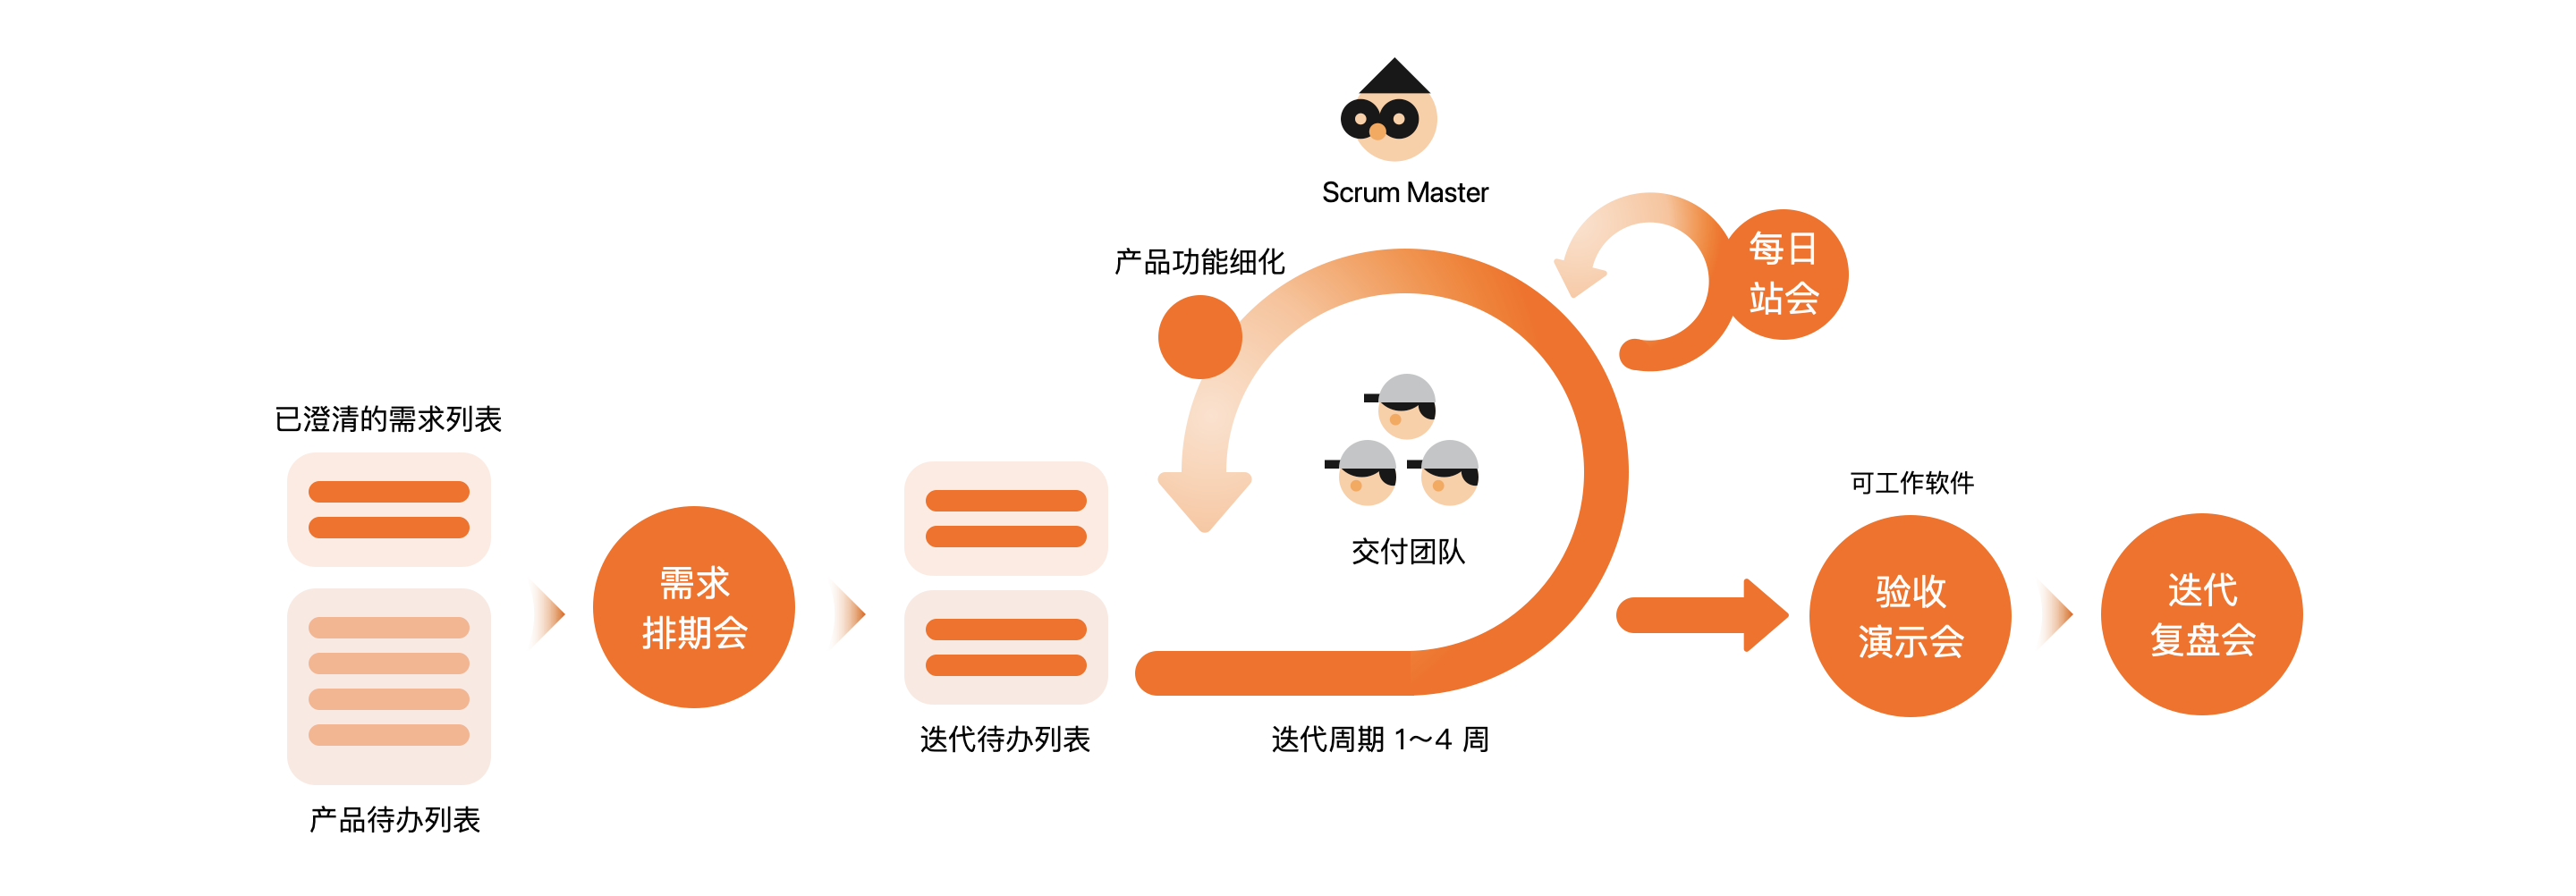 已澄清的需求列表
产品待办列表
需求
排期会
迭代待办列表
Scrum Master
产品功能细化
每日
站会
交付团队
迭代周期 1～4 周
可工作软件
验收
演示会
迭代
复盘会